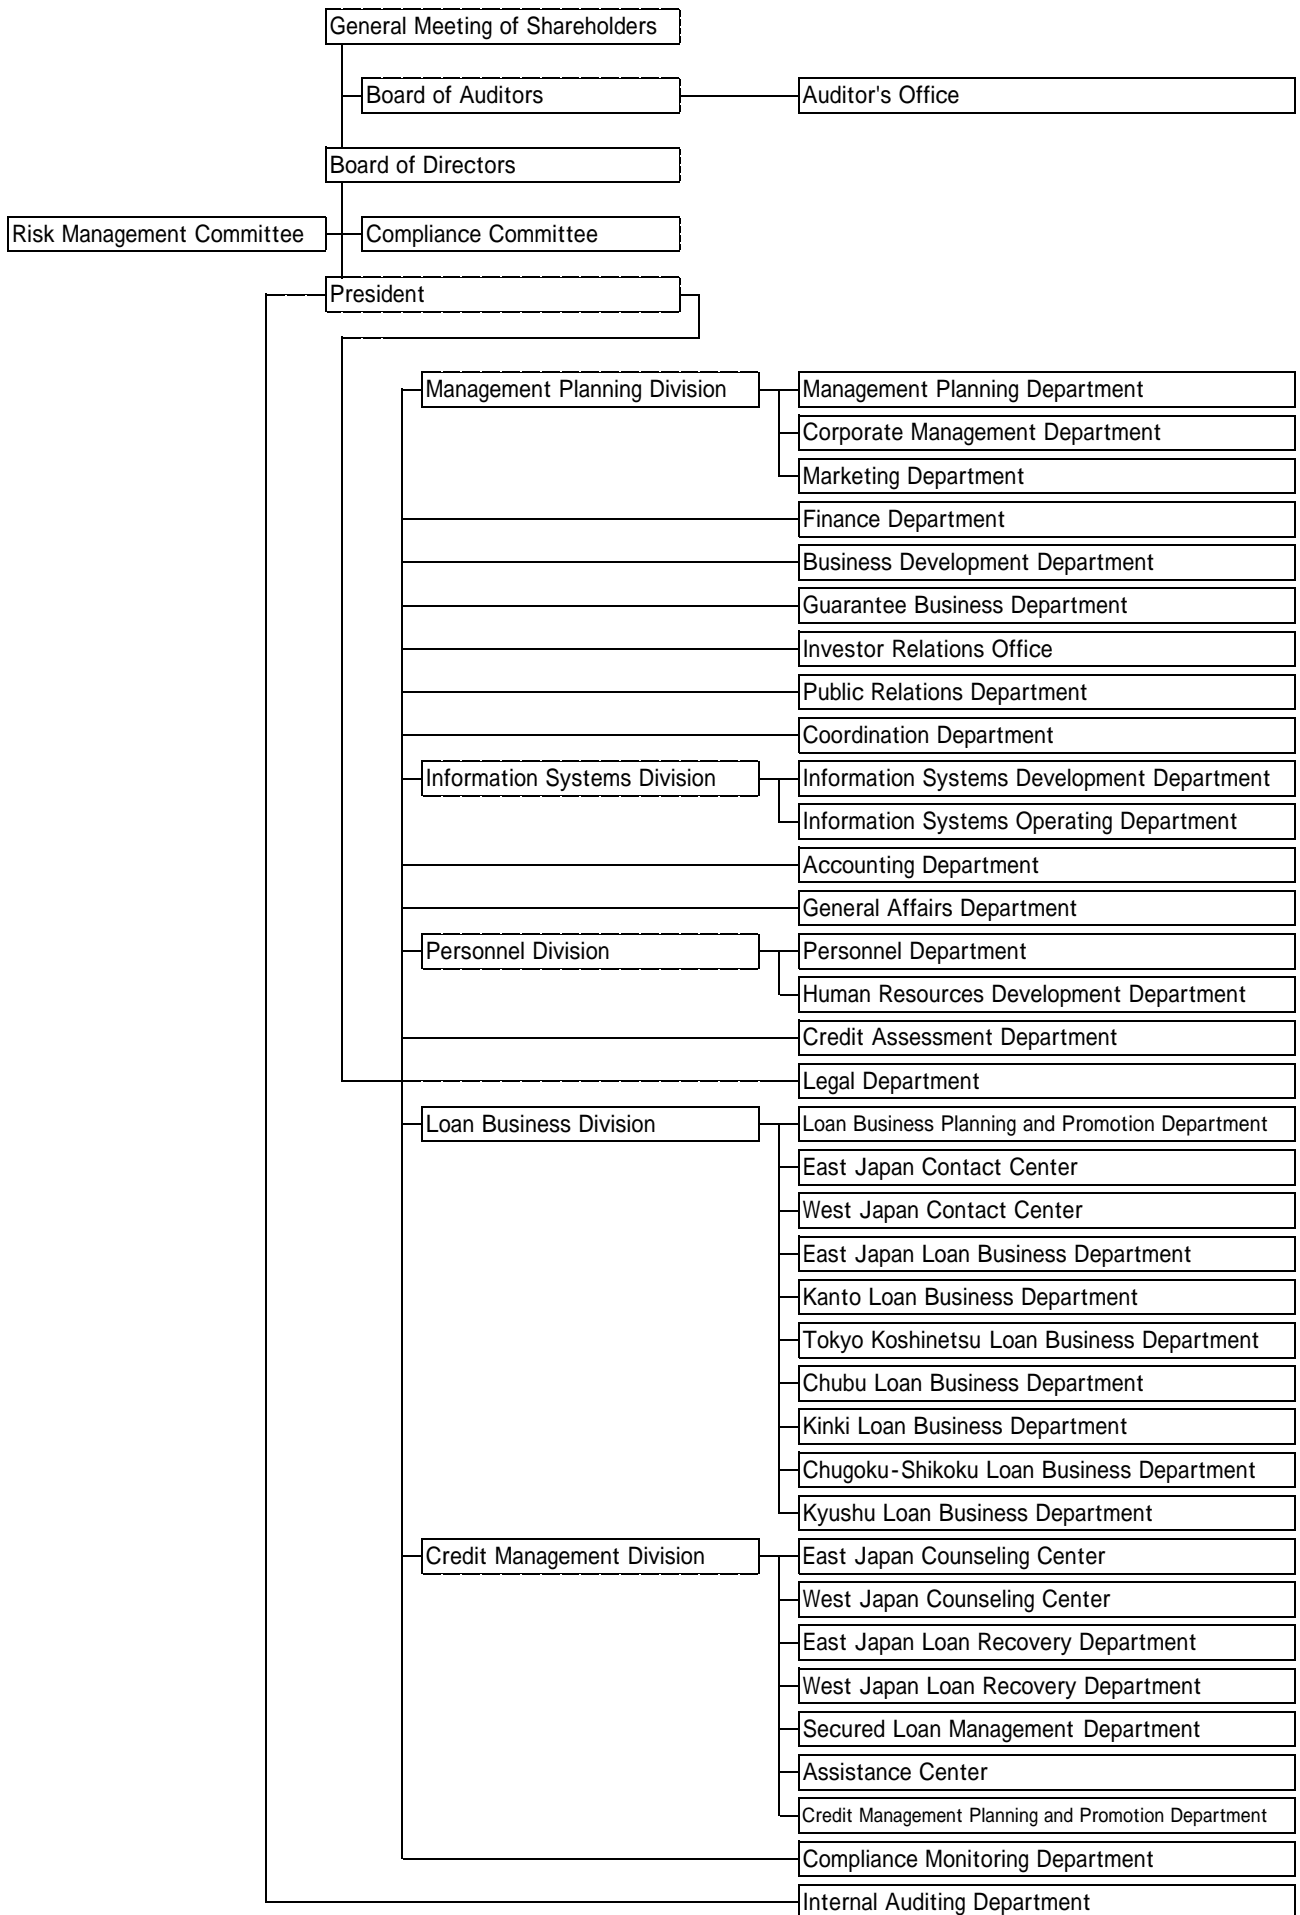 General Meeting of Shareholders
Board of Auditors
Auditor's Office
Board of Directors
Risk Management Committee
Compliance Committee
President
Management Planning Division
Management Planning Department
Corporate Management Department
Marketing Department
Finance Department
Business Development Department
Guarantee Business Department
Investor Relations Office
Public Relations Department
Coordination Department
Information Systems Division
Information Systems Development Department
Information Systems Operating Department
Accounting Department
General Affairs Department
Personnel Division
Personnel Department
Human Resources Development Department
Credit Assessment Department
Legal Department
Loan Business Division
Loan Business Planning and Promotion Department
East Japan Contact Center
West Japan Contact Center
East Japan Loan Business Department
Kanto Loan Business Department
Tokyo Koshinetsu Loan Business Department
Chubu Loan Business Department
Kinki Loan Business Department
Chugoku-Shikoku Loan Business Department
Kyushu Loan Business Department
Credit Management Division
East Japan Counseling Center
West Japan Counseling Center
East Japan Loan Recovery Department
West Japan Loan Recovery Department
Secured Loan Management Department
Assistance Center
Credit Management Planning and Promotion Department
Compliance Monitoring Department
Internal Auditing Department